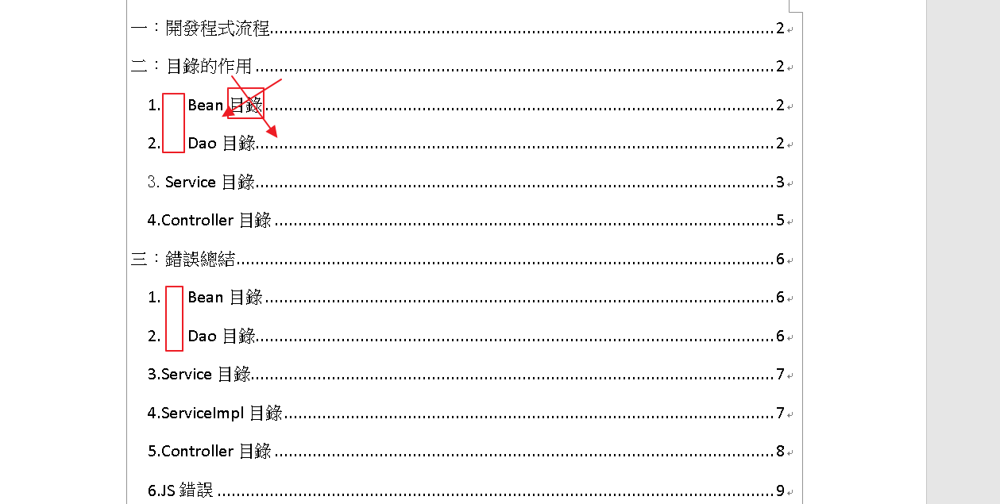 一：開發程式流程................................................2
二：目錄的作用................................................2
1. Bean 目錄................................................2
2. Dao 目錄................................................2
3. Service 目錄................................................3
4.Controller 目錄................................................5
三：錯誤總結................................................6
1. Bean 目錄................................................6
2. Dao 目錄................................................6
3.Service 目錄................................................7
4.ServiceImpl 目錄................................................7
5.Controller 目錄................................................8
6.JS 錯誤................................................9